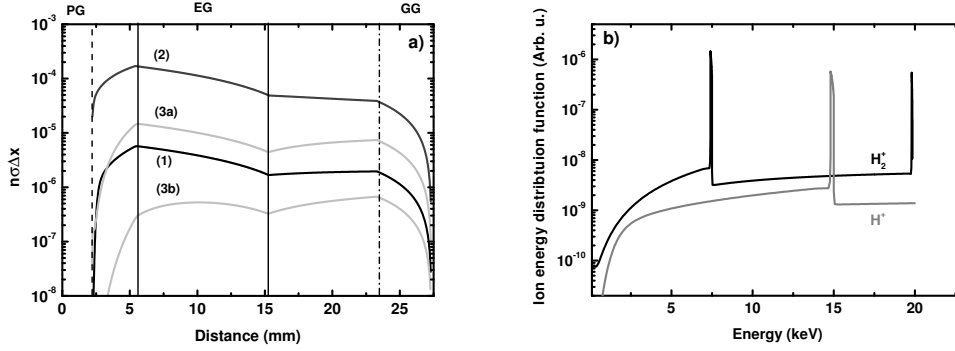 PG EG GG
a)
(2)
(3a)
(1)
(3b)
nσΔx
10⁻³
10⁻⁴
10⁻⁵
10⁻⁶
10⁻⁷
10⁻⁸
0 5 10 15 20 25
Distance (mm)
b)
H₂⁺
H⁺
Ion energy distribtuion function (Arb. u.)
10⁻⁶
10⁻⁷
10⁻⁸
10⁻⁹
10⁻¹⁰
5 10 15 20
Energy (keV)